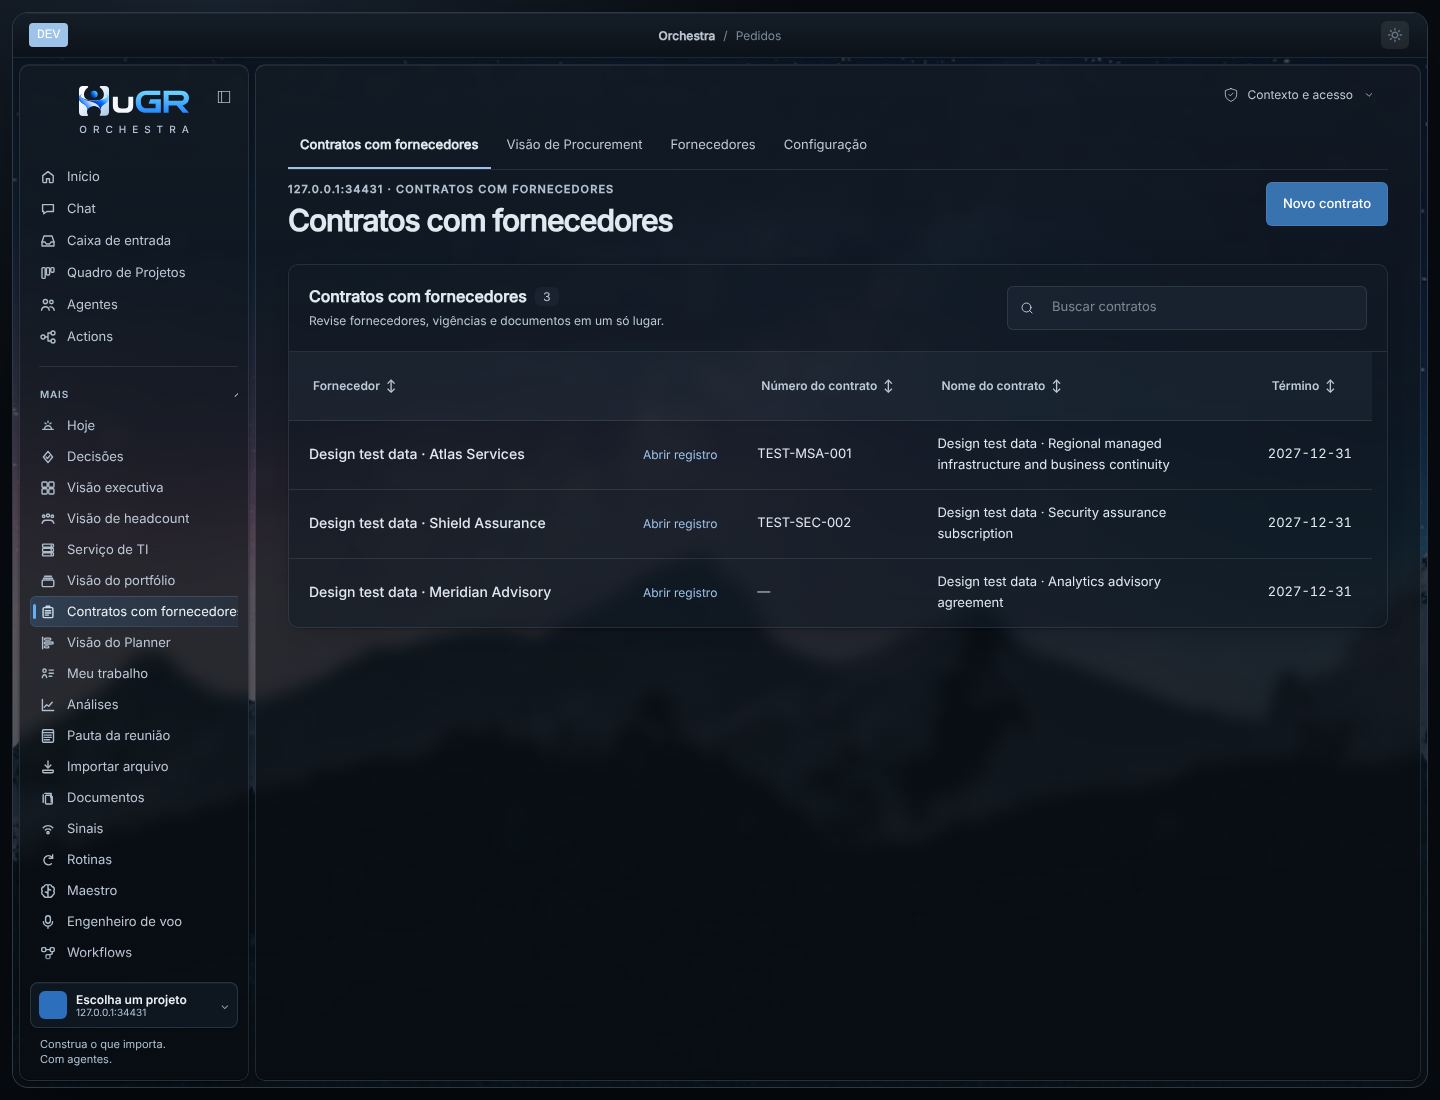 DEV
Orchestra / Pedidos
HuGR
ORCHESTRA
Contexto e acesso
Início
Chat
Caixa de entrada
Quadro de Projetos
Agentes
Actions
MAIS
Hoje
Decisões
Visão executiva
Visão de headcount
Serviço de TI
Visão do portfólio
Contratos com fornecedores
Visão do Planner
Meu trabalho
Análises
Pauta da reunião
Importar arquivo
Documentos
Sinais
Rotinas
Maestro
Engenheiro de voo
Workflows
Escolha um projeto
127.0.0.1:34431
Construa o que importa.
Com agentes.
Contratos com fornecedores Visão de Procurement Fornecedores Configuração
127.0.0.1:34431 · CONTRATOS COM FORNECEDORES
Contratos com fornecedores
Novo contrato
Contratos com fornecedores 3
Revise fornecedores, vigências e documentos em um só lugar.
Buscar contratos
Fornecedor Número do contrato Nome do contrato Término
Design test data · Atlas Services Abrir registro TEST-MSA-001 Design test data · Regional managed
infrastructure and business continuity 2027-12-31
Design test data · Shield Assurance Abrir registro TEST-SEC-002 Design test data · Security assurance
subscription 2027-12-31
Design test data · Meridian Advisory Abrir registro — Design test data · Analytics advisory
agreement 2027-12-31